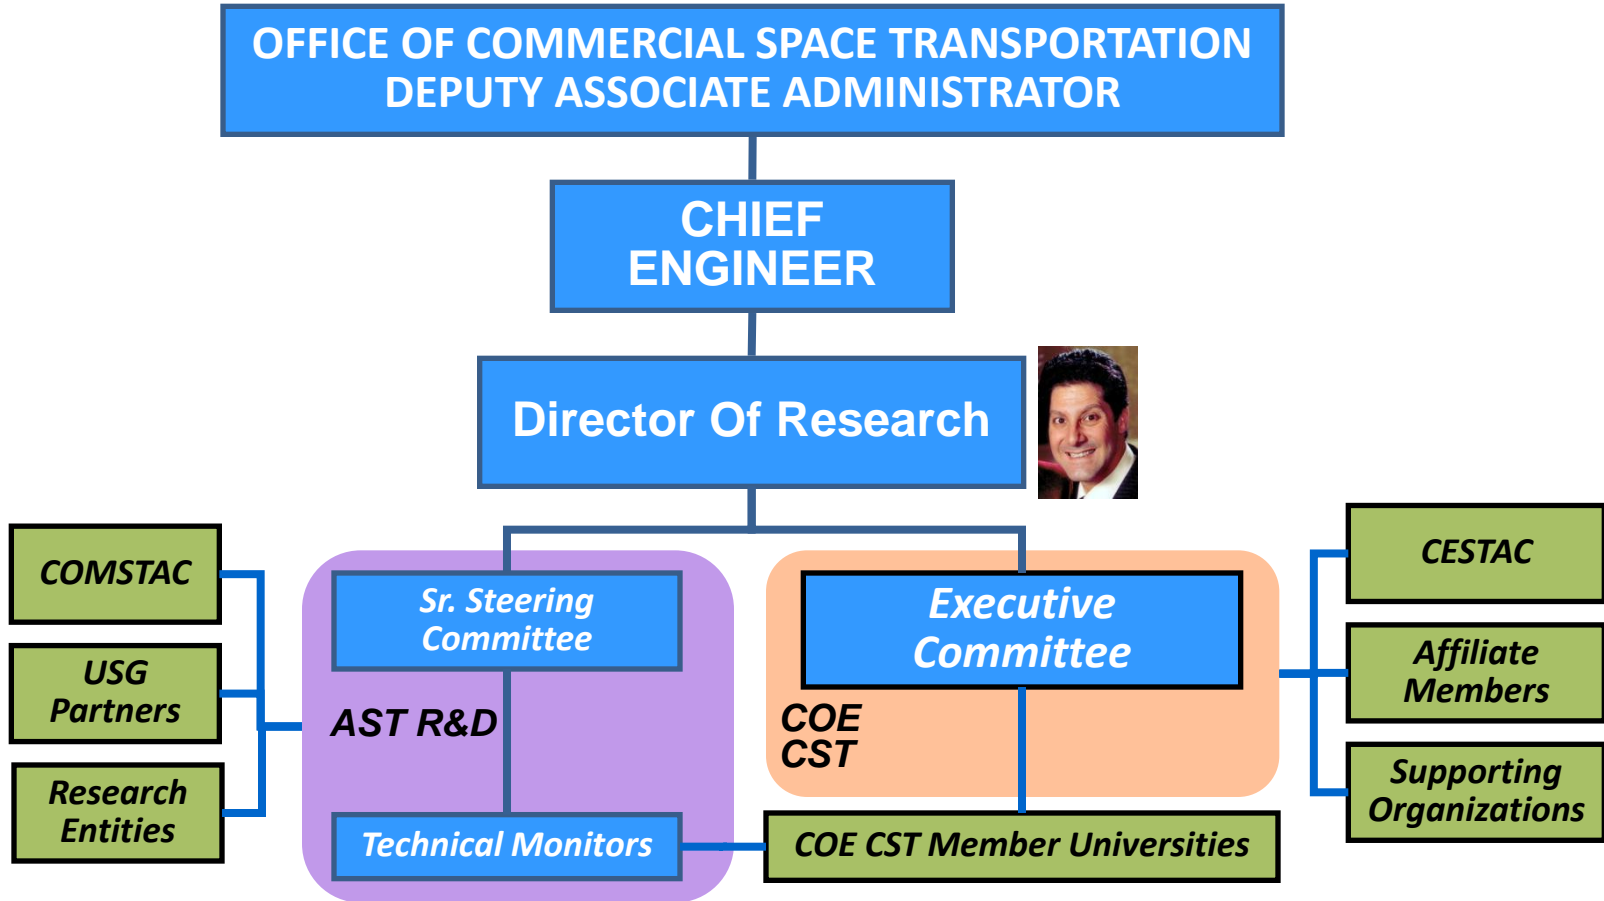 OFFICE OF COMMERCIAL SPACE TRANSPORTATION
DEPUTY ASSOCIATE ADMINISTRATOR
CHIEF
ENGINEER
Director Of Research
COMSTAC
USG
Partners
Research
Entities
Sr. Steering
Committee
AST R&D
Technical Monitors
Executive
Committee
COE
CST
COE CST Member Universities
CESTAC
Affiliate
Members
Supporting
Organizations